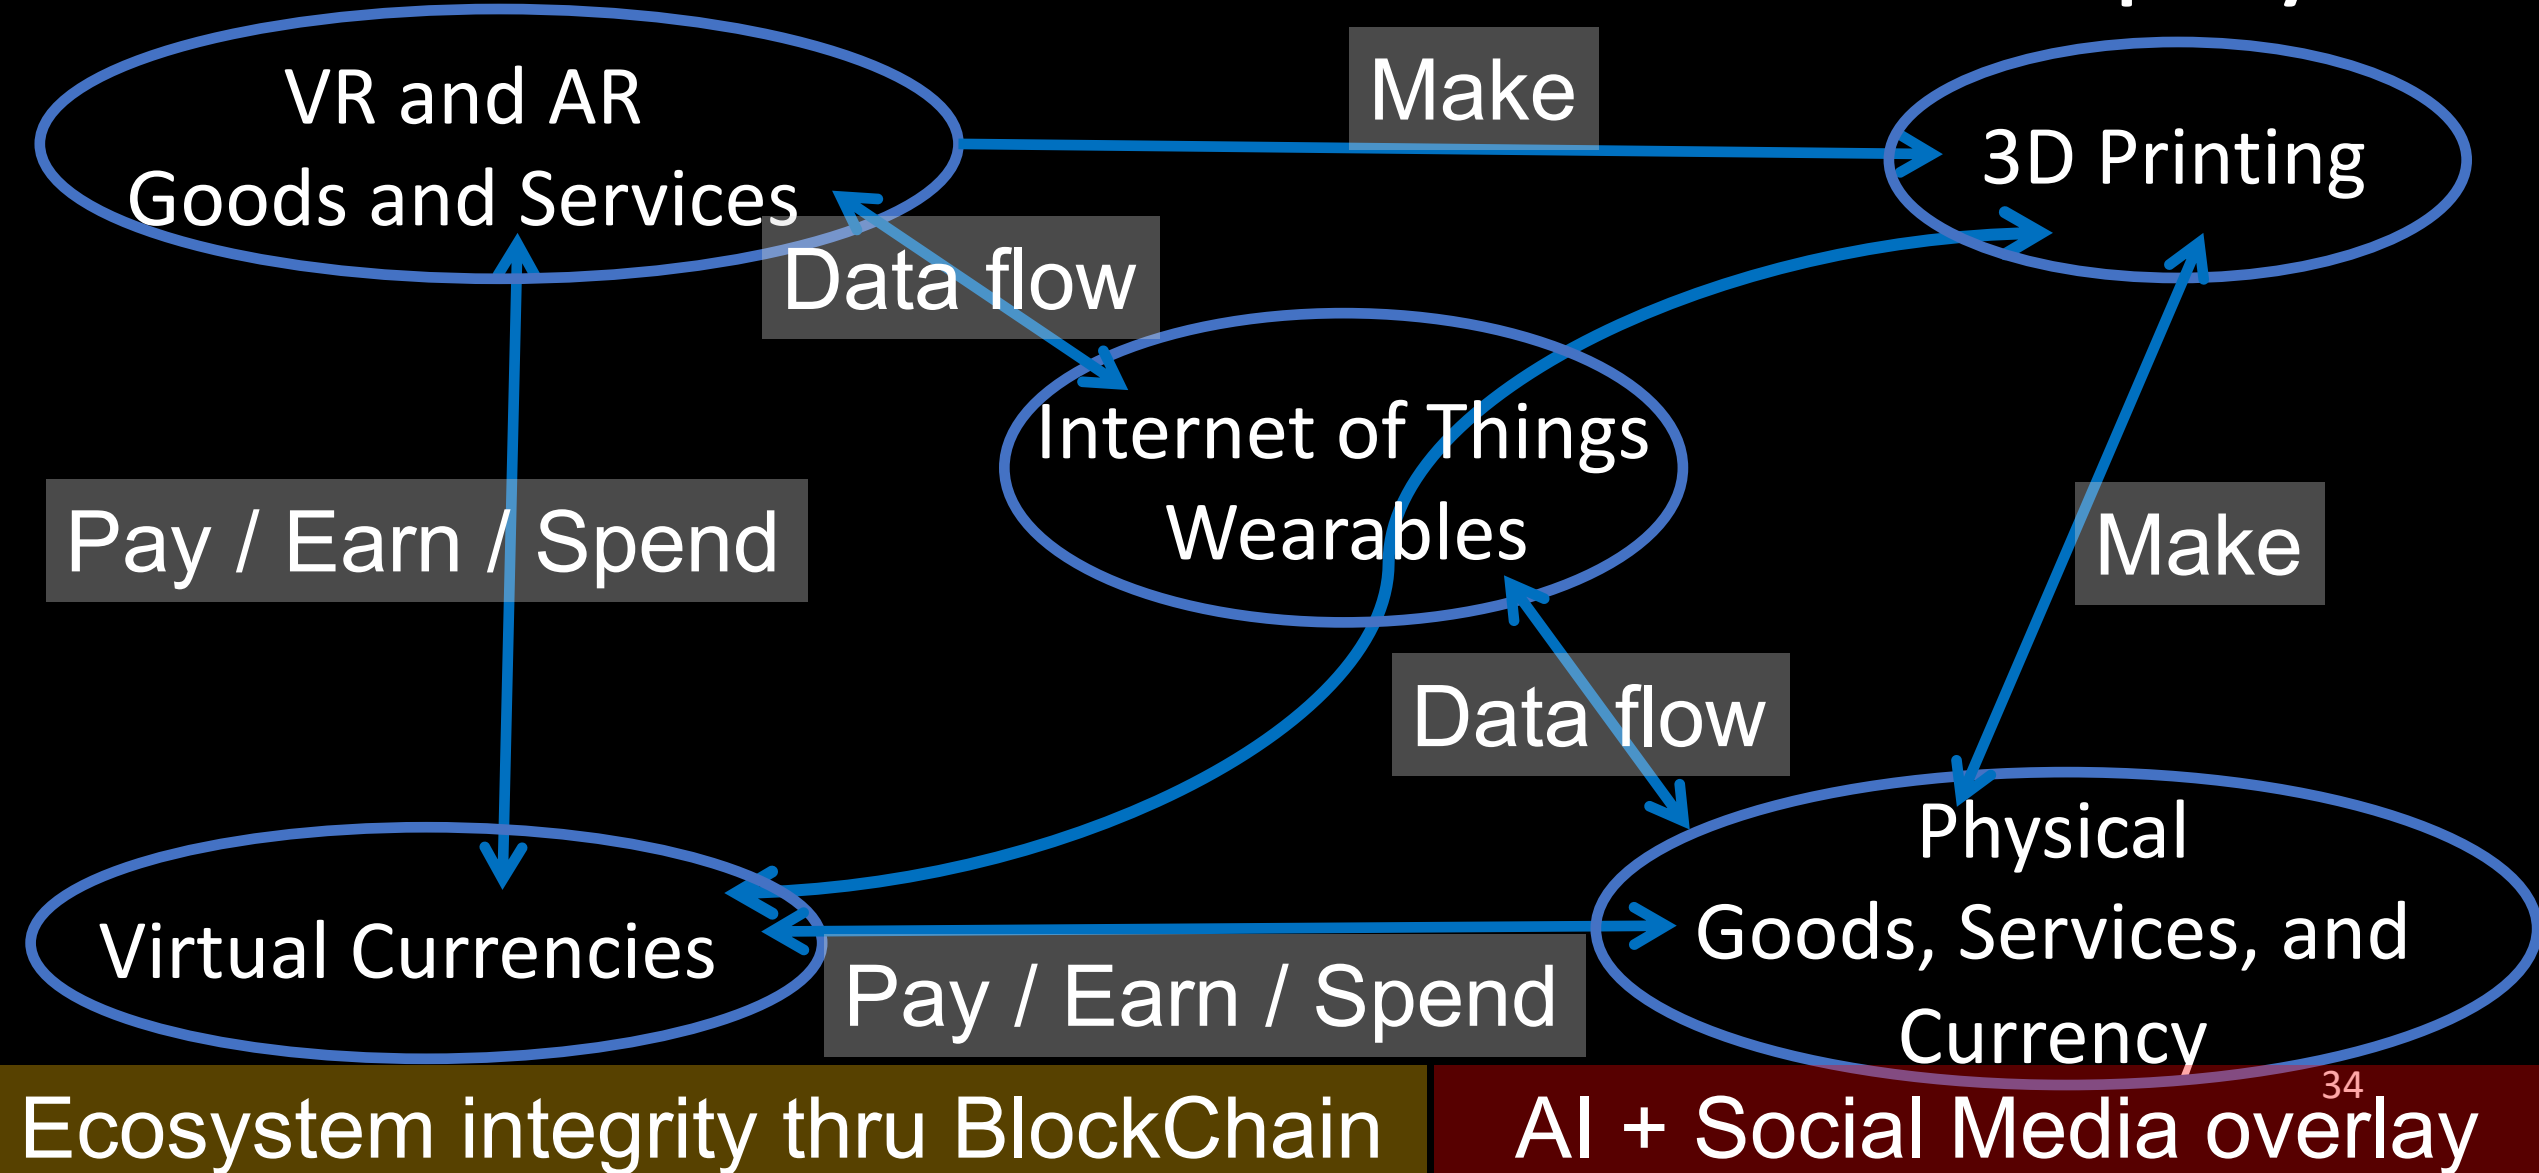 Make
VR and AR
Goods and Services
3D Printing
Data flow
Internet of Things
Wearables
Pay / Earn / Spend
Make
Data flow
Physical
Goods, Services, and
Currency
Virtual Currencies
Pay / Earn / Spend
34
Ecosystem integrity thru BlockChain
AI + Social Media overlay